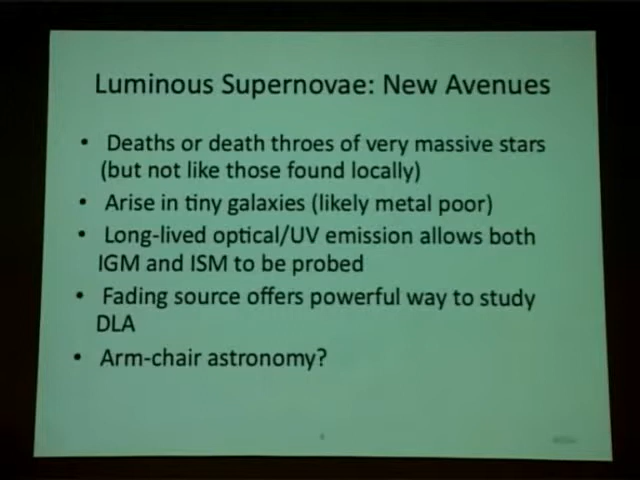 Luminous Supernovae: New Avenues
• Deaths or death throes of very massive stars
(but not like those found locally)
• Arise in tiny galaxies (likely metal poor)
• Long-lived optical/UV emission allows both
IGM and ISM to be probed
• Fading source offers powerful way to study
DLA
• Arm-chair astronomy?